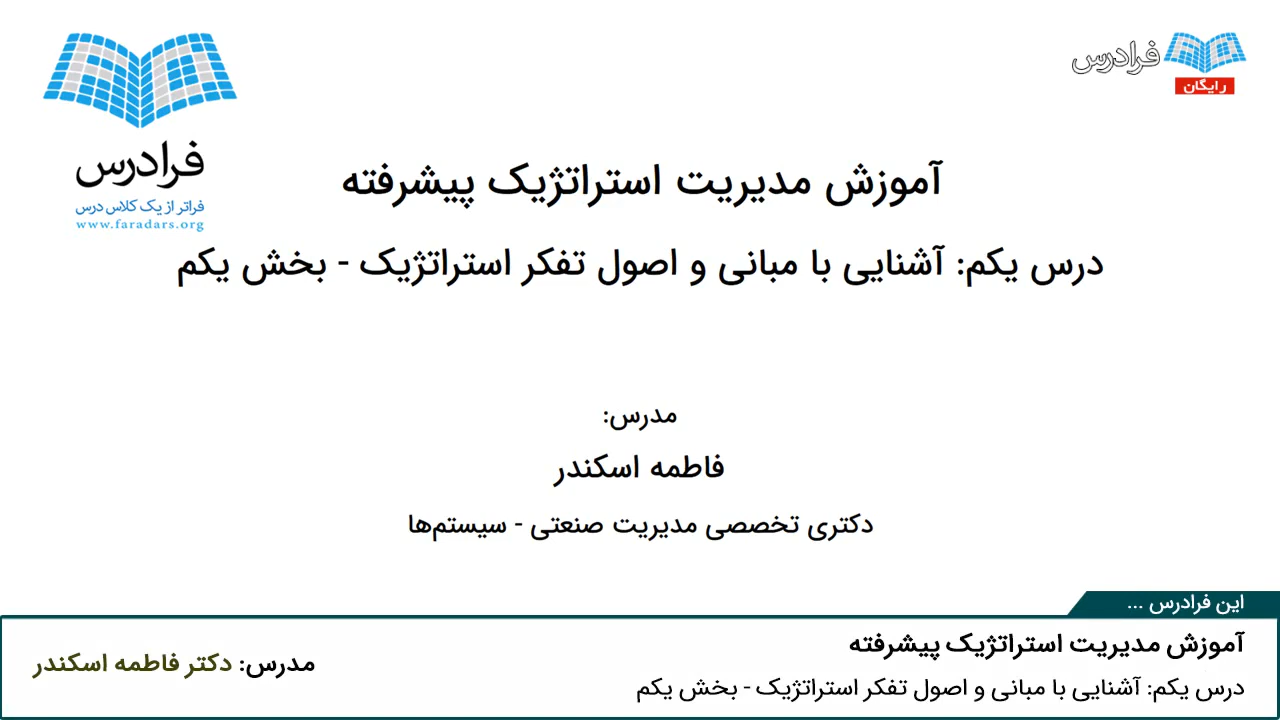 فرادرس
رایگان
فرادرس
فراتر از یک کلاس درس
www.faradars.org
آموزش مدیریت استراتژیک پیشرفته
درس یکم: آشنایی با مبانی و اصول تفکر استراتژیک - بخش یکم
مدرس:
فاطمه اسکندر
دکتری تخصصی مدیریت صنعتی - سیستم‌ها
این فرادرس ...
آموزش مدیریت استراتژیک پیشرفته
درس یکم: آشنایی با مبانی و اصول تفکر استراتژیک - بخش یکم
مدرس: دکتر فاطمه اسکندر